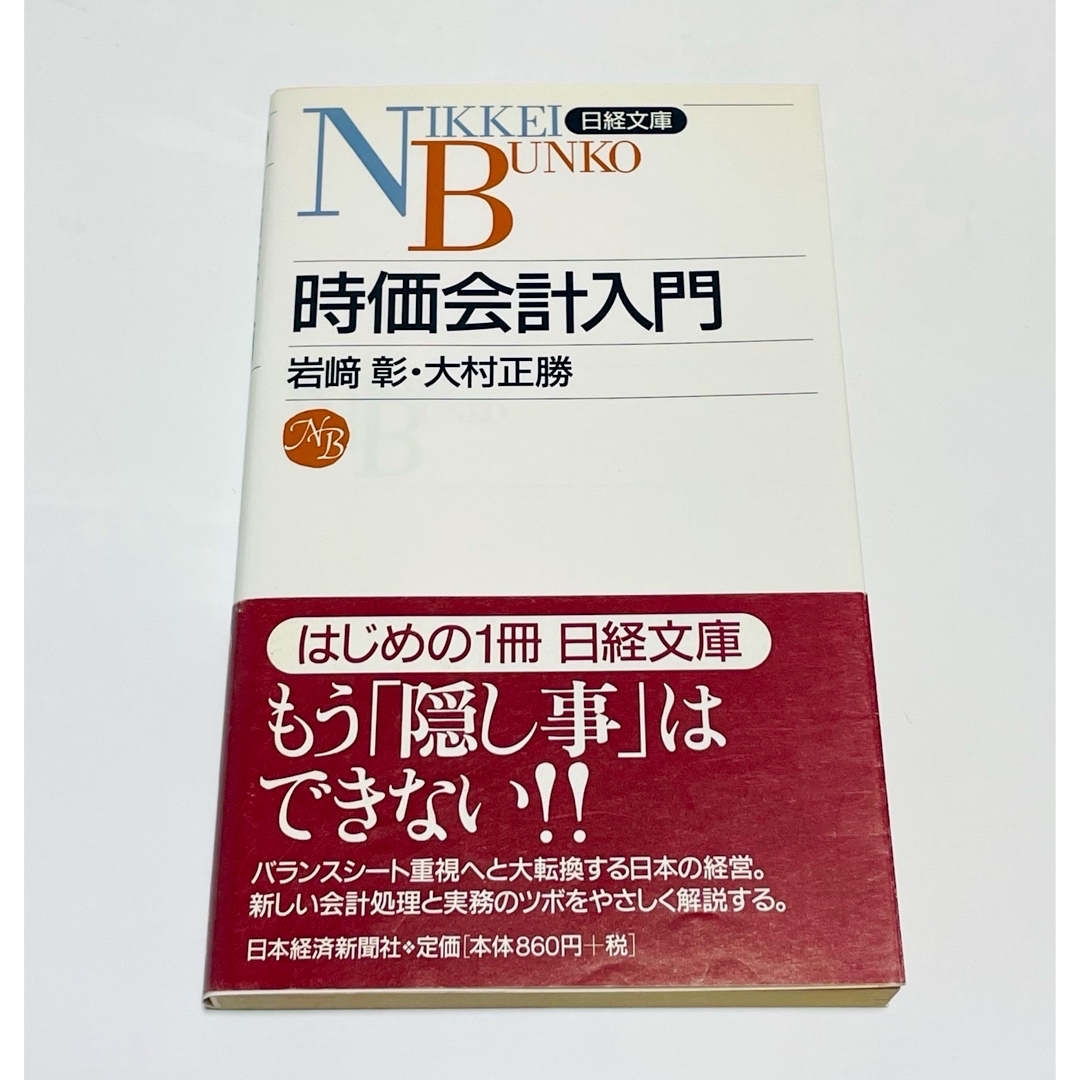 NIKKEI 日経文庫
BUNKO
時価会計入門
岩﨑 彰・大村正勝
NB
はじめの1冊 日経文庫
もう「隠し事」は
できない!!
バランスシート重視へと大転換する日本の経営。
新しい会計処理と実務のツボをやさしく解説する。
日本経済新聞社❖定価[本体860円+税]